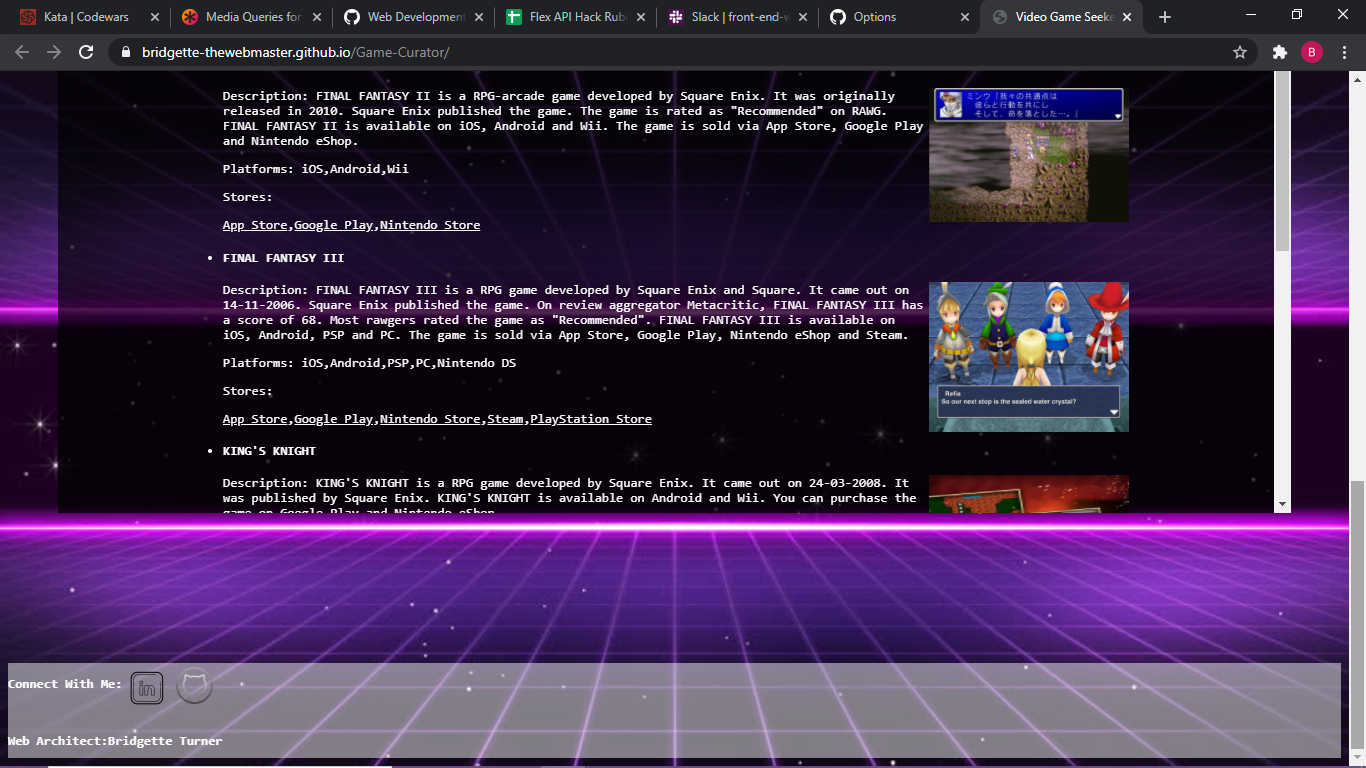 Kata | Codewars
Media Queries for
Web Development
Flex API Hack Rubr
Slack | front-end-w
Options
Video Game Seeke
bridgette-thewebmaster.github.io/Game-Curator/
B
Description: FINAL FANTASY II is a RPG-arcade game developed by Square Enix. It was originally
released in 2010. Square Enix published the game. The game is rated as "Recommended" on RAWG.
FINAL FANTASY II is available on iOS, Android and Wii. The game is sold via App Store, Google Play
and Nintendo eShop.
ミンウ「我々の共通点は
彼らと行動を共にし
そして、命を落とした…。」
Platforms: iOS,Android,Wii
Stores:
App Store,Google Play,Nintendo Store
• FINAL FANTASY III
Description: FINAL FANTASY III is a RPG game developed by Square Enix and Square. It came out on
14-11-2006. Square Enix published the game. On review aggregator Metacritic, FINAL FANTASY III has
a score of 68. Most rawgers rated the game as "Recommended". FINAL FANTASY III is available on
iOS, Android, PSP and PC. The game is sold via App Store, Google Play, Nintendo eShop and Steam.
Platforms: iOS,Android,PSP,PC,Nintendo DS
Stores:
App Store,Google Play,Nintendo Store,Steam,PlayStation Store
Refia
So our next stop is the sealed water crystal?
• KING'S KNIGHT
Description: KING'S KNIGHT is a RPG game developed by Square Enix. It came out on 24-03-2008. It
was published by Square Enix. KING'S KNIGHT is available on Android and Wii. You can purchase the
game on Google Play and Nintendo eShop
Connect With Me:
in
Web Architect:Bridgette Turner